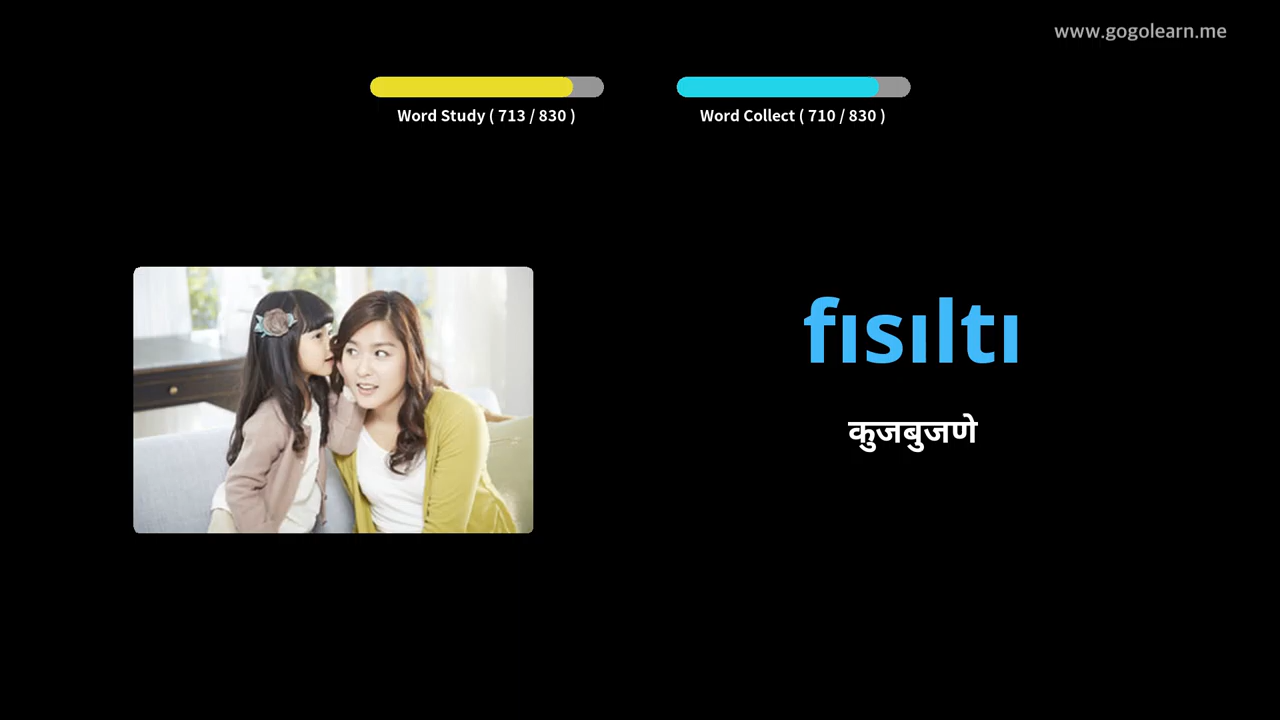 www.gogolearn.me
Word Study ( 713 / 830 )
Word Collect ( 710 / 830 )
fısıltı
कुजबुजणे